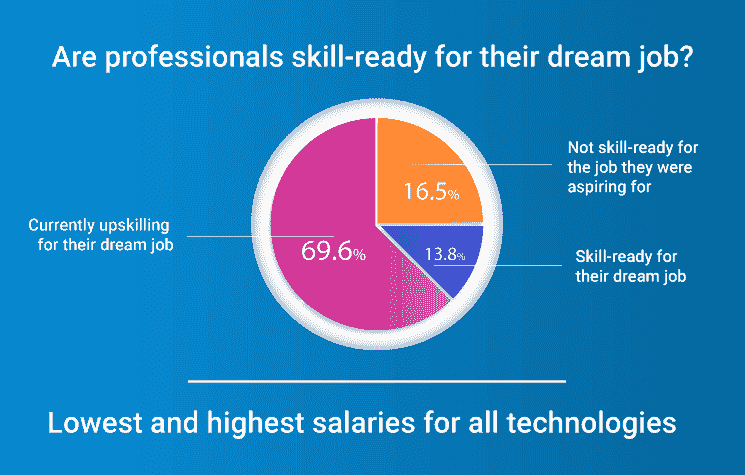 Are professionals skill-ready for their dream job?
Not skill-ready for
the job they were
aspiring for
16.5%
Currently upskilling
for their dream job
69.6%
13.8%
Skill-ready for
their dream job
Lowest and highest salaries for all technologies